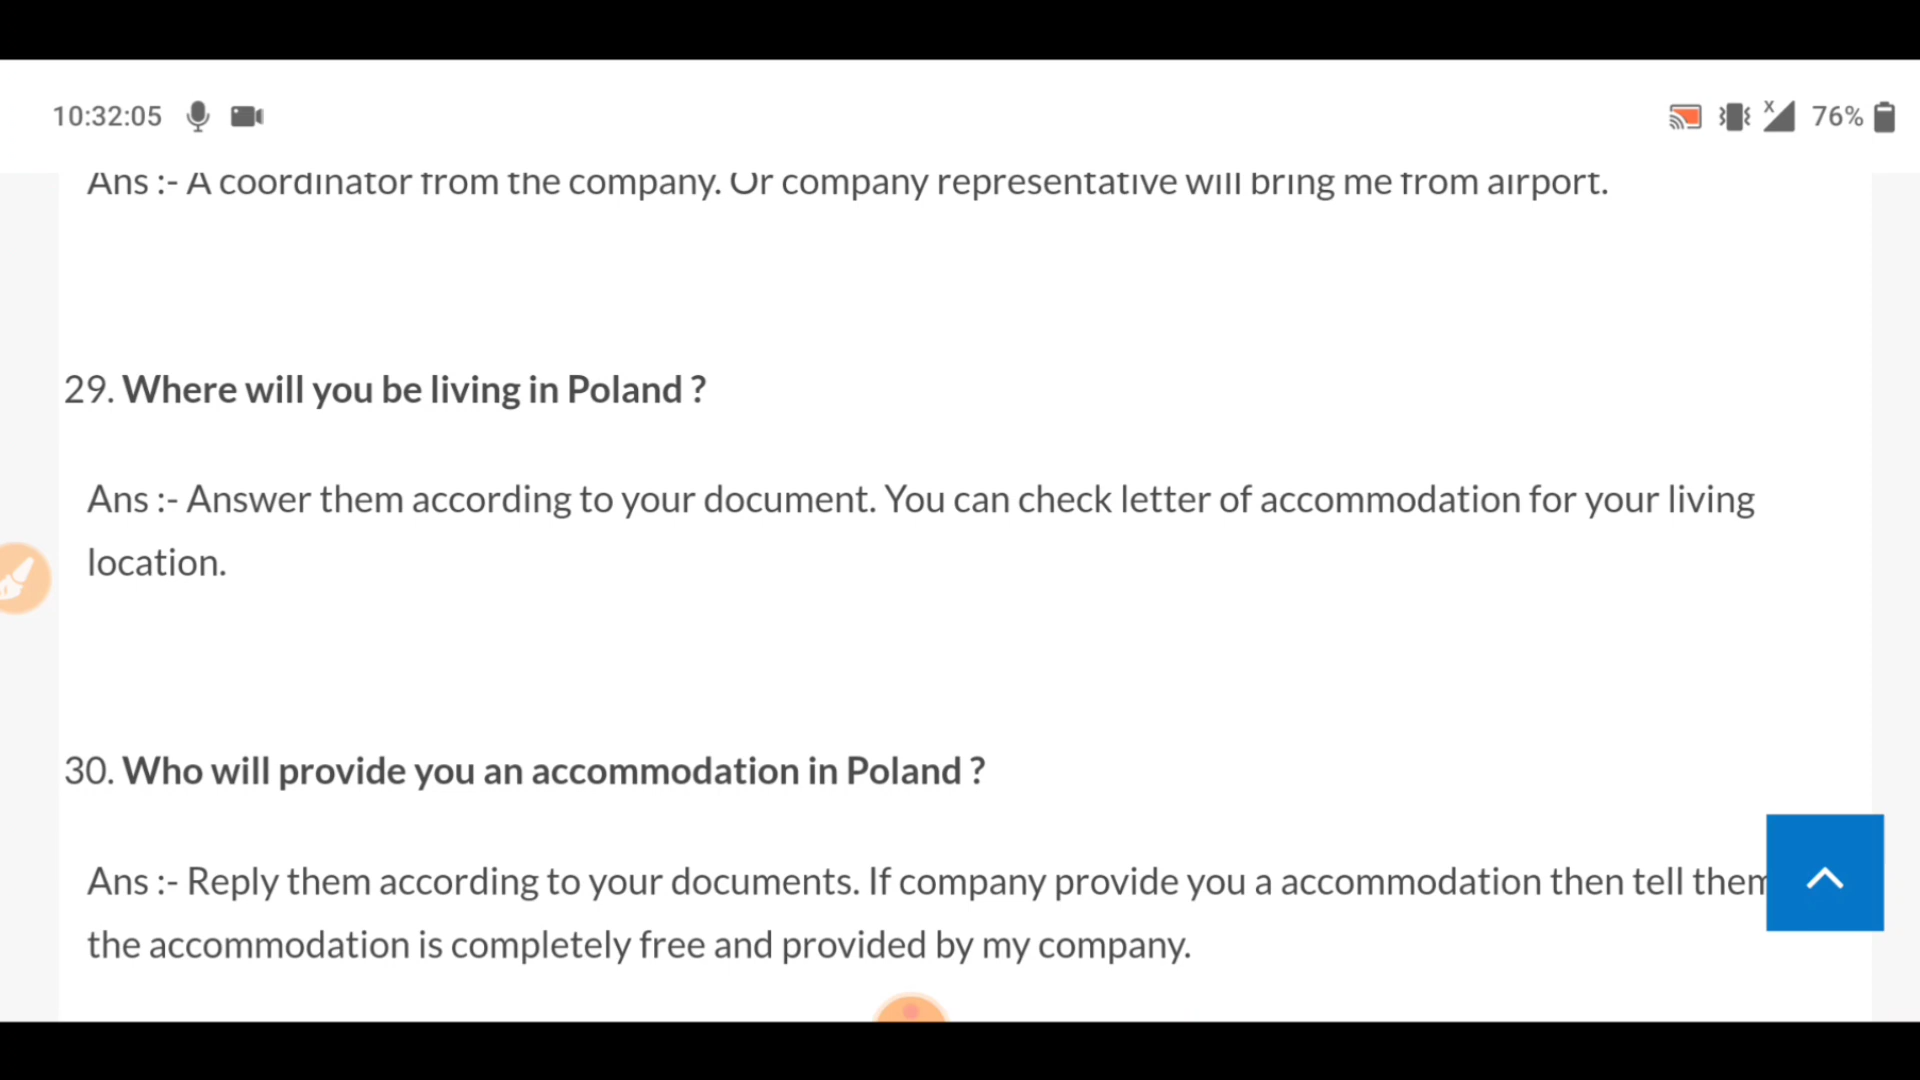 10:32:05
76%
Ans :- A coordinator from the company. Or company representative will bring me from airport.
29. Where will you be living in Poland ?
Ans :- Answer them according to your document. You can check letter of accommodation for your living
location.
30. Who will provide you an accommodation in Poland ?
Ans :- Reply them according to your documents. If company provide you a accommodation then tell them
the accommodation is completely free and provided by my company.